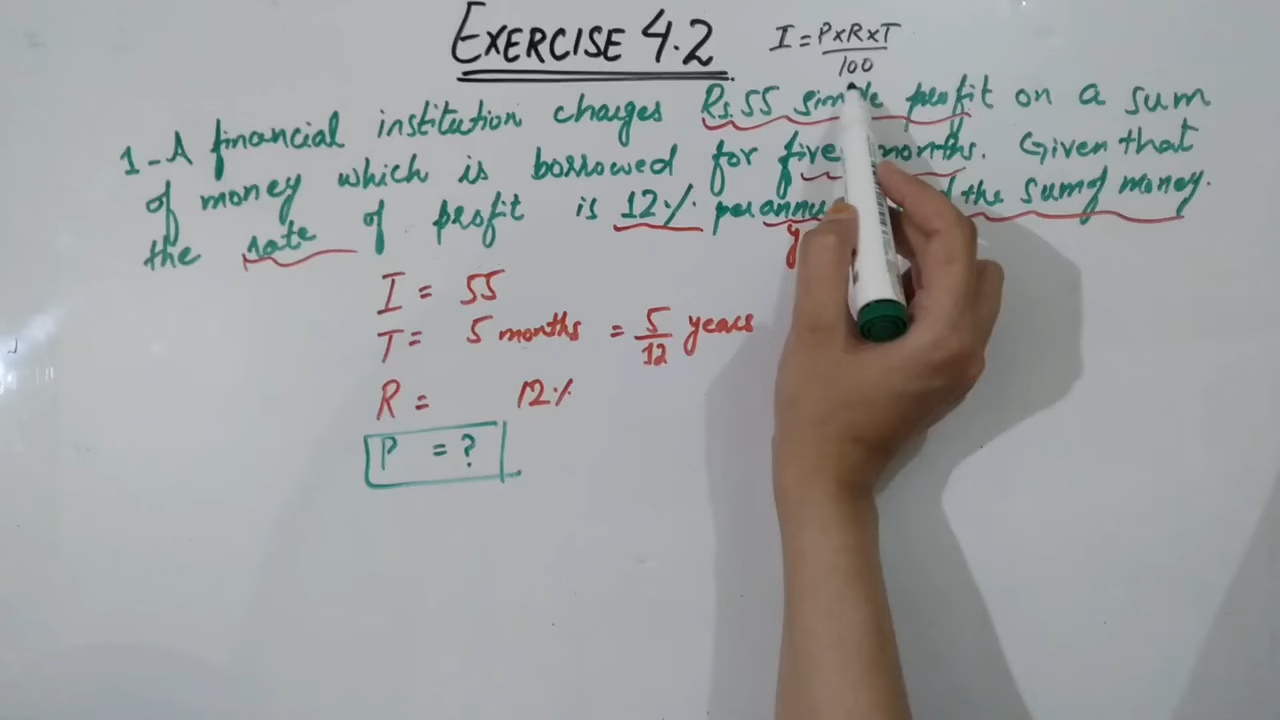 EXERCISE 4.2
I = P×R×T
100
1-A financial institution charges Rs.55 simple profit on a sum
of money which is borrowed for five months. Given that
the rate of profit is 12% per the sum of money.
I = 55
T = 5 months = 5/12 years
R = 12%
P = ?